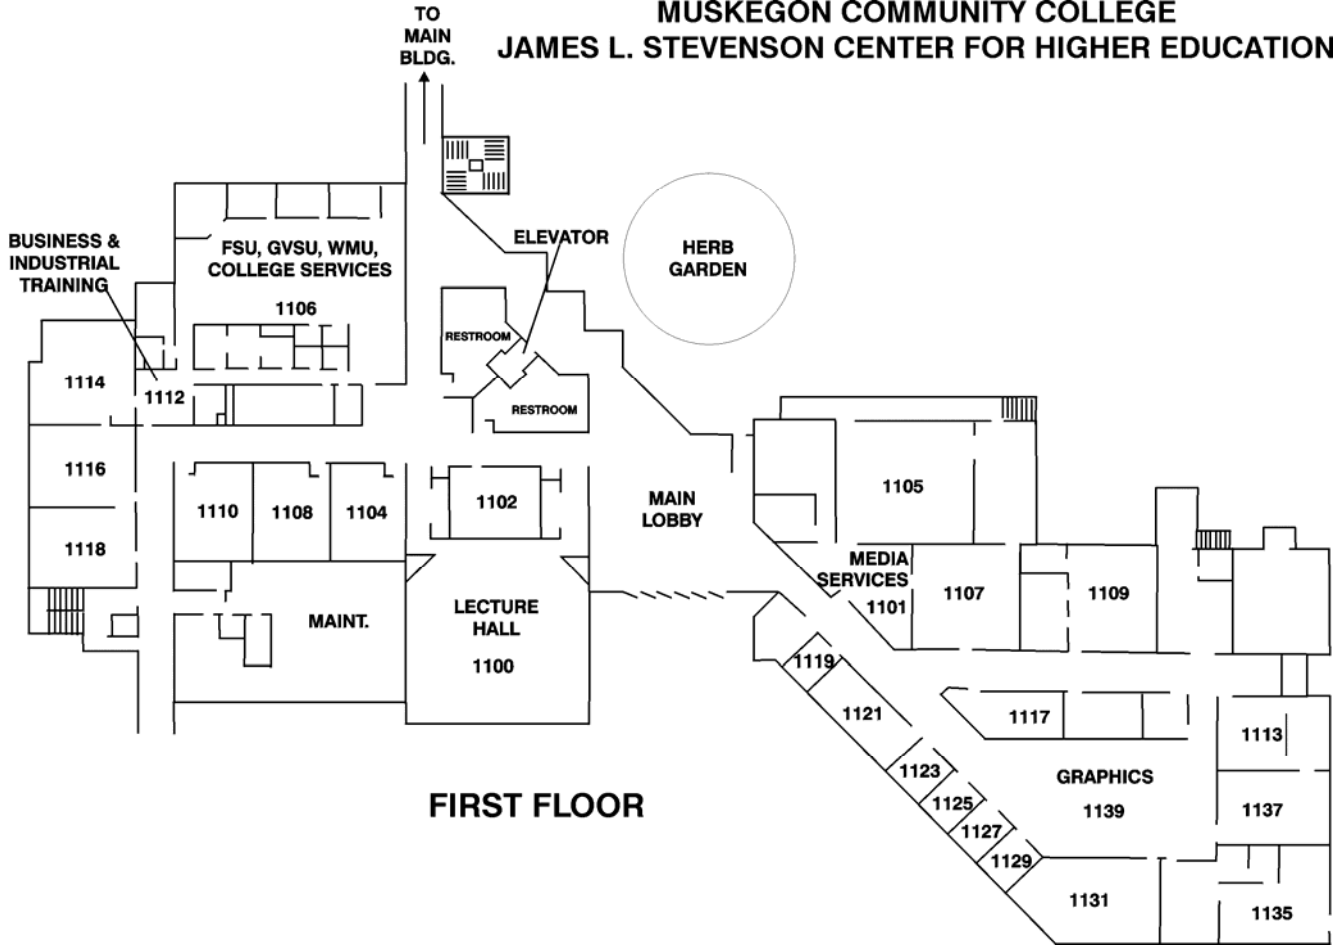 MUSKEGON COMMUNITY COLLEGE
JAMES L. STEVENSON CENTER FOR HIGHER EDUCATION
TO
MAIN
BLDG.
BUSINESS &
INDUSTRIAL
TRAINING
FSU, GVSU, WMU,
COLLEGE SERVICES
1106
ELEVATOR
HERB
GARDEN
RESTROOM
RESTROOM
1114
1112
1116
1118
1110
1108
1104
1102
MAIN
LOBBY
1105
MEDIA
SERVICES
1101
1107
1109
MAINT.
LECTURE
HALL
1100
1119
1121
1117
1113
1123
1125
1127
1129
GRAPHICS
1139
1137
1131
1135
FIRST FLOOR